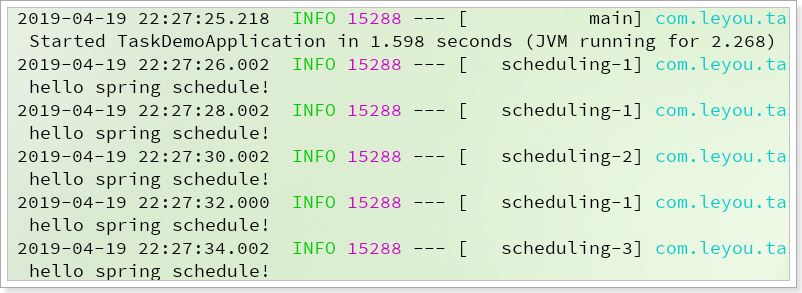 2019-04-19 22:27:25.218  INFO 15288 --- [           main] com.leyou.ta
 Started TaskDemoApplication in 1.598 seconds (JVM running for 2.268)
2019-04-19 22:27:26.002  INFO 15288 --- [   scheduling-1] com.leyou.ta
 hello spring schedule!
2019-04-19 22:27:28.002  INFO 15288 --- [   scheduling-1] com.leyou.ta
 hello spring schedule!
2019-04-19 22:27:30.002  INFO 15288 --- [   scheduling-2] com.leyou.ta
 hello spring schedule!
2019-04-19 22:27:32.000  INFO 15288 --- [   scheduling-1] com.leyou.ta
 hello spring schedule!
2019-04-19 22:27:34.002  INFO 15288 --- [   scheduling-3] com.leyou.ta
 hello spring schedule!